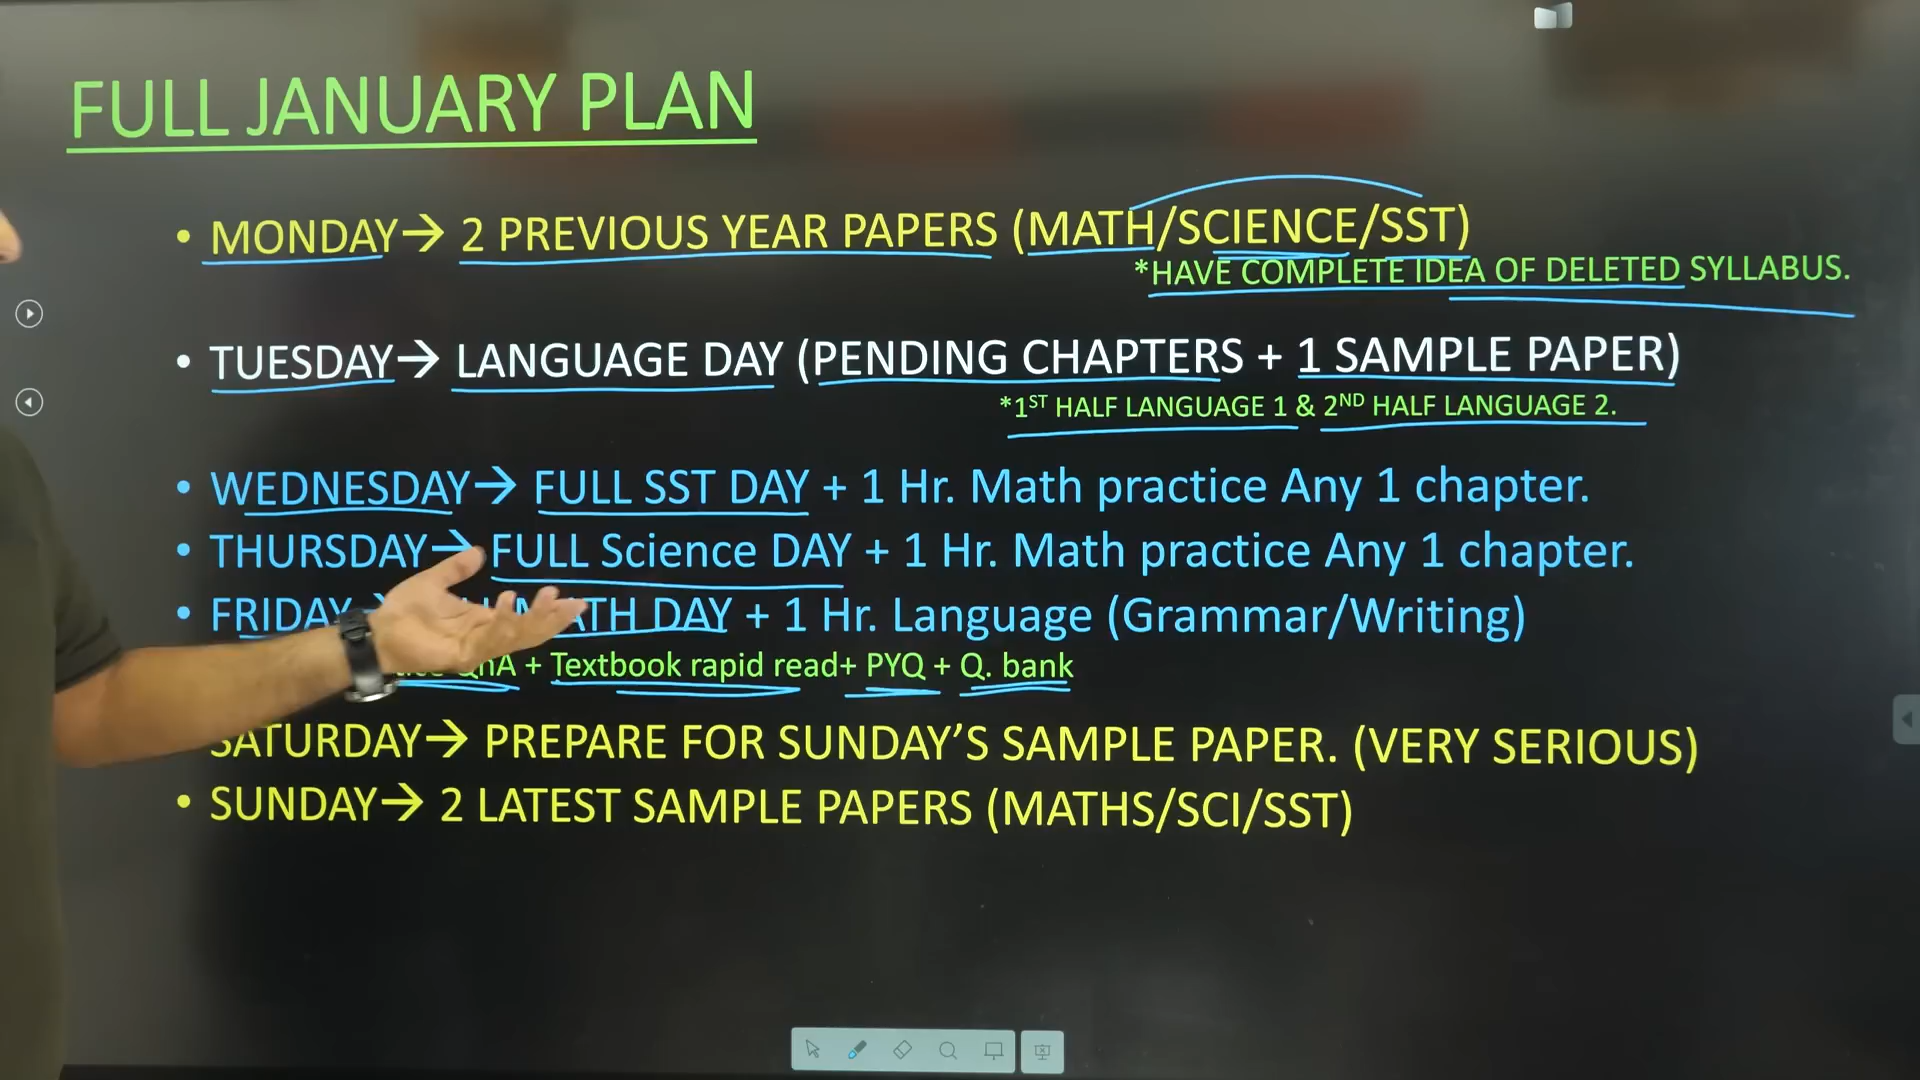 FULL JANUARY PLAN
• MONDAY→ 2 PREVIOUS YEAR PAPERS (MATH/SCIENCE/SST)
*HAVE COMPLETE IDEA OF DELETED SYLLABUS.
• TUESDAY→ LANGUAGE DAY (PENDING CHAPTERS + 1 SAMPLE PAPER)
*1ST HALF LANGUAGE 1 & 2ND HALF LANGUAGE 2.
• WEDNESDAY→ FULL SST DAY + 1 Hr. Math practice Any 1 chapter.
• THURSDAY→ FULL Science DAY + 1 Hr. Math practice Any 1 chapter.
• FRIDAY MATH DAY + 1 Hr. Language (Grammar/Writing)
QnA + Textbook rapid read+ PYQ + Q. bank
SATURDAY→ PREPARE FOR SUNDAY'S SAMPLE PAPER. (VERY SERIOUS)
• SUNDAY→ 2 LATEST SAMPLE PAPERS (MATHS/SCI/SST)